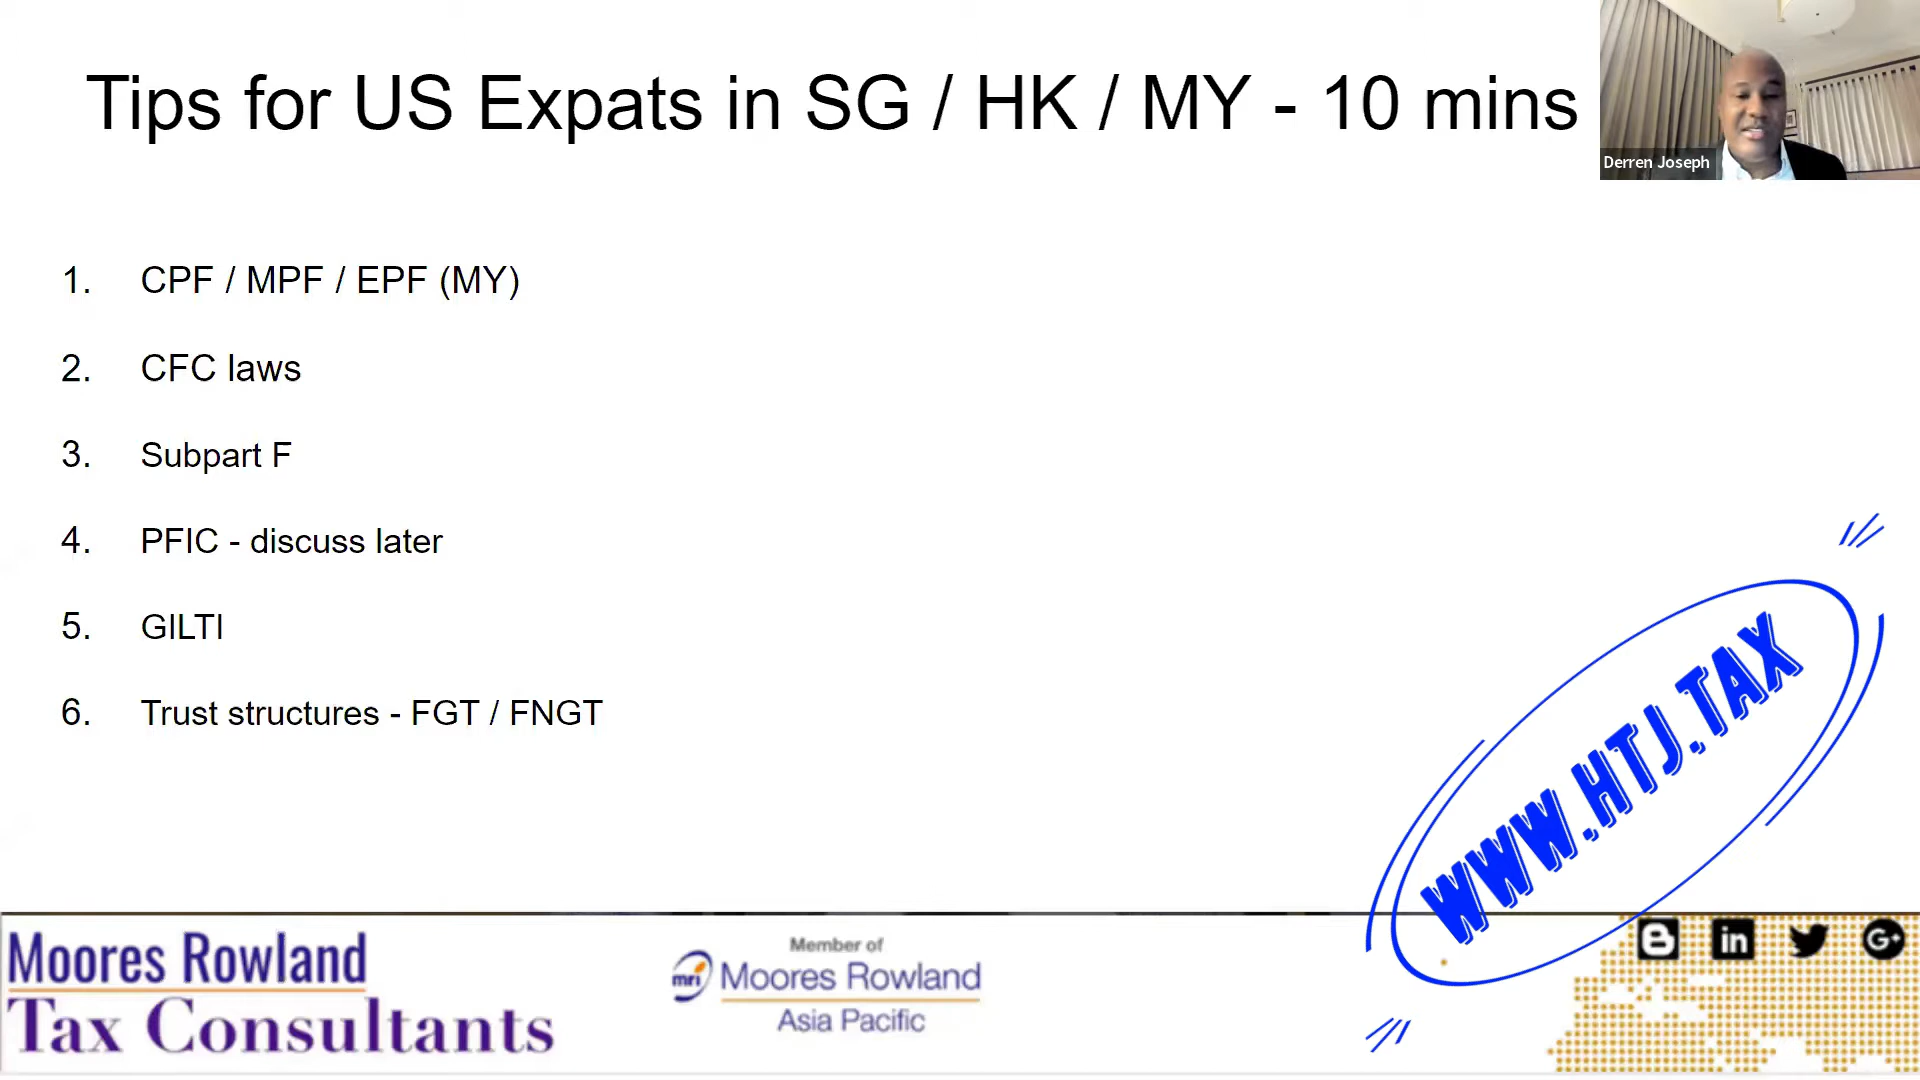 Tips for US Expats in SG / HK / MY - 10 mins
Derren Joseph
1. CPF / MPF / EPF (MY)
2. CFC laws
3. Subpart F
4. PFIC - discuss later
5. GILTI
6. Trust structures - FGT / FNGT
WWW.HTJ.TAX
Moores Rowland
Tax Consultants
Member of
mri Moores Rowland
Asia Pacific
in
G+